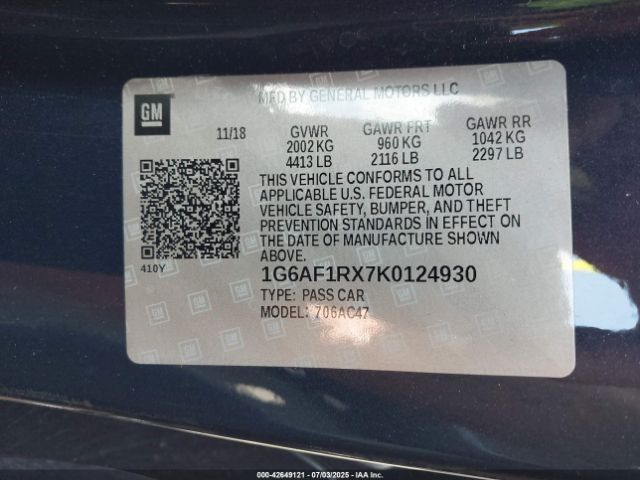 MFD BY GENERAL MOTORS LLC
GM
11/18 GVWR GAWR FRT GAWR RR
2002 KG 960 KG 1042 KG
4413 LB 2116 LB 2297 LB
THIS VEHICLE CONFORMS TO ALL
APPLICABLE U.S. FEDERAL MOTOR
VEHICLE SAFETY, BUMPER, AND THEFT
PREVENTION STANDARDS IN EFFECT ON
THE DATE OF MANUFACTURE SHOWN
ABOVE.
410Y
1G6AF1RX7K0124930
TYPE: PASS CAR
MODEL: 706AC47
000-42649121 - 07/03/2025 - COPYRIGHT IAA, LLC